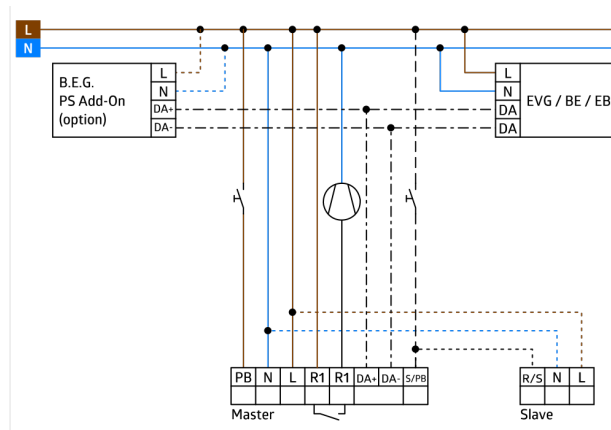 L
N
B.E.G.
PS Add-On
(option)
L
N
DA+
DA-
L
N
DA
DA
EVG / BE / EB
PB N L R1 R1 DA+ DA- S/PB
Master
R/S N L
Slave